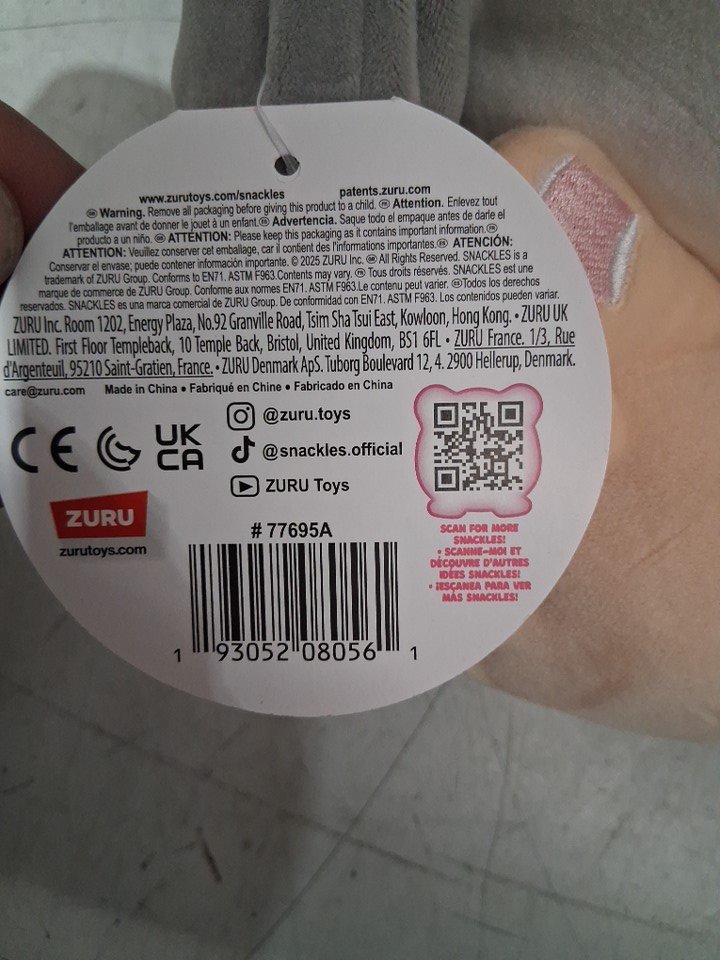 www.zurutoys.com/snackles patents.zuru.com
Warning. Remove all packaging before giving this product to a child. Attention. Enlevez tout
l'emballage avant de donner le jouet à un enfant. Advertencia. Saque todo el empaque antes de darle el
producto a un niño. ATTENTION: Please keep this packaging as it contains important information.
ATTENTION: Veuillez conserver cet emballage, car il contient des l'informations importantes. ATENCIÓN:
Conservar el envase; puede contener información importante. © 2025 ZURU Inc. All Rights Reserved. SNACKLES is a
trademark of ZURU Group. Conforms to EN71. ASTM F963.Contents may vary. Tous droits réservés. SNACKLES est une
marque de commerce de ZURU Group. Conforme aux normes EN71. ASTM F963.Le contenu peut varier. Todos los derechos
reservados. SNACKLES es una marca comercial de ZURU Group. De conformidad con EN71. ASTM F963. Los contenidos pueden variar.
ZURU Inc. Room 1202, Energy Plaza, No.92 Granville Road, Tsim Sha Tsui East, Kowloon, Hong Kong. • ZURU UK
LIMITED. First Floor Templeback, 10 Temple Back, Bristol, United Kingdom, BS1 6FL • ZURU France. 1/3, Rue
d'Argenteuil, 95210 Saint-Gratien, France. • ZURU Denmark ApS. Tuborg Boulevard 12, 4. 2900 Hellerup, Denmark.
care@zuru.com Made in China • Fabriqué en Chine • Fabricado en China
@zuru.toys
CE UK CA @snackles.official
ZURU Toys
ZURU
zurutoys.com
SCAN FOR MORE
SNACKLES!
• SCANNE-MOI ET
DÉCOUVRE D'AUTRES
IDÉES SNACKLES!
• ¡ESCANEA PARA VER
MÁS SNACKLES!
# 77695A
1 93052 08056 1